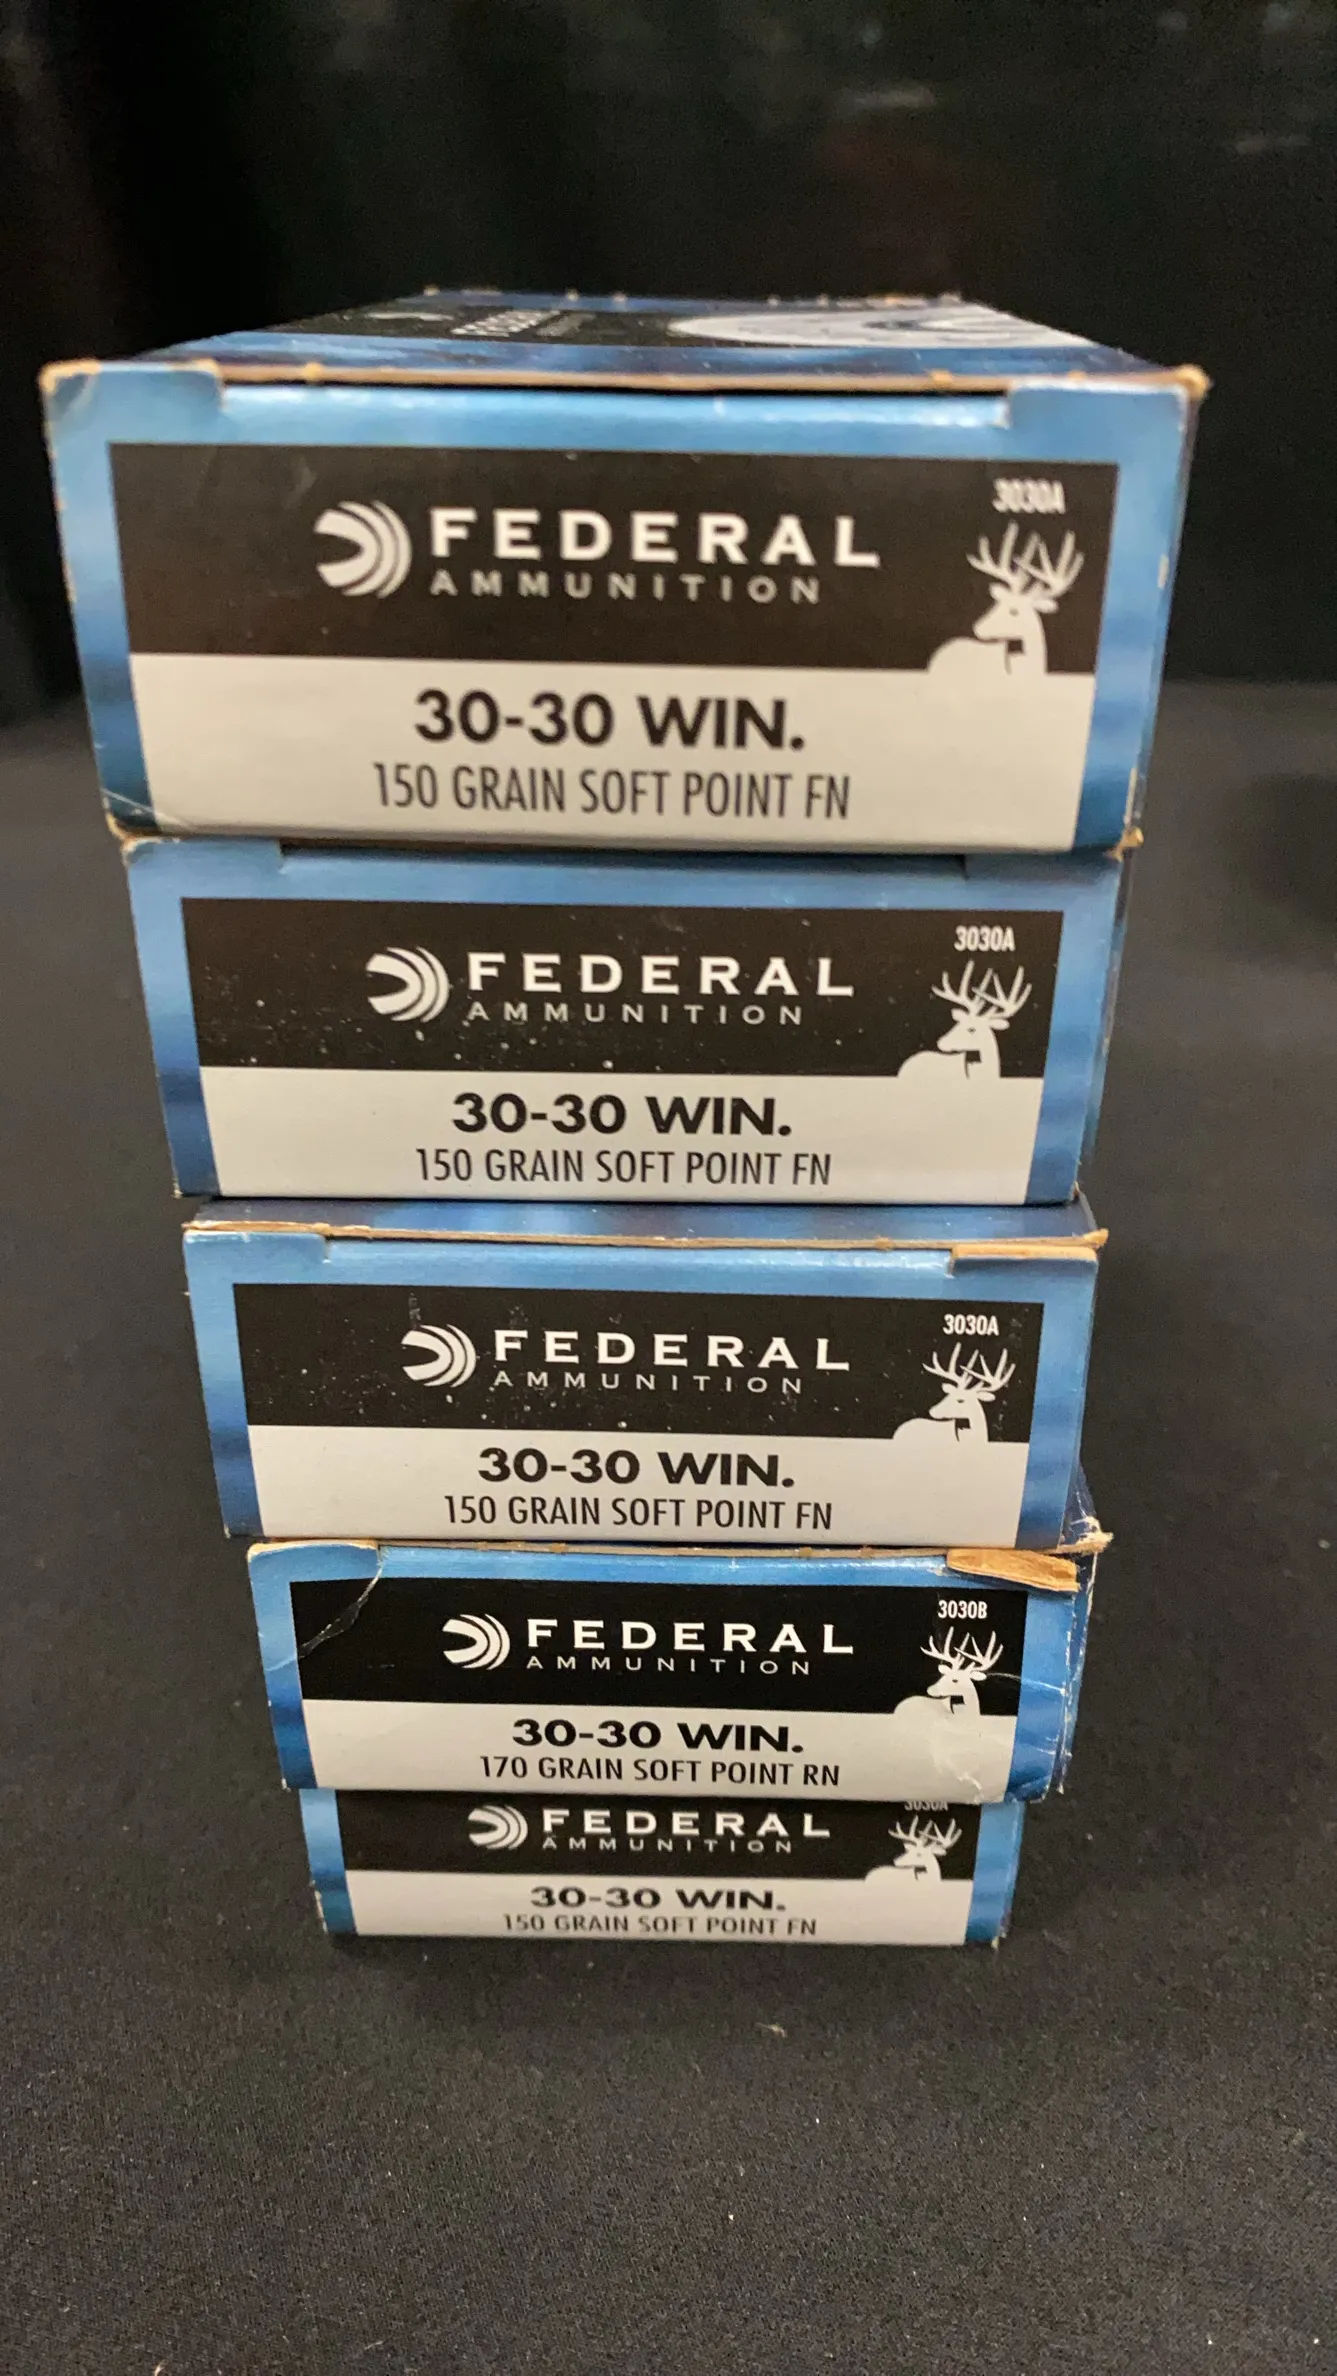 3030A
FEDERAL
AMMUNITION
30-30 WIN.
150 GRAIN SOFT POINT FN
3030A
FEDERAL
AMMUNITION
30-30 WIN.
150 GRAIN SOFT POINT FN
3030A
FEDERAL
AMMUNITION
30-30 WIN.
150 GRAIN SOFT POINT FN
3030B
FEDERAL
AMMUNITION
30-30 WIN.
170 GRAIN SOFT POINT RN
3030A
FEDERAL
AMMUNITION
30-30 WIN.
150 GRAIN SOFT POINT FN